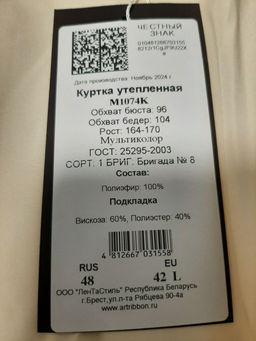 ЧЕСТНЫЙ
ЗНАК
Дата производства: Ноябрь 2024 г
Куртка утепленная
М1074К
Обхват бюста: 96
Обхват бедер: 104
Рост: 164-170
Мультиколор
ГОСТ: 25295-2003
СОРТ. 1 БРИГ. Бригада № 8
Состав:
Полиэфир: 100%
Подкладка
Вискоза: 60%, Полиэстер: 40%
4 812667 031558
RUS EU
48 42 L
ООО "ЛенТаСтиль" Республика Беларусь
г.Брест,ул.п-та Рябцева 90-4а
www.artribbon.ru